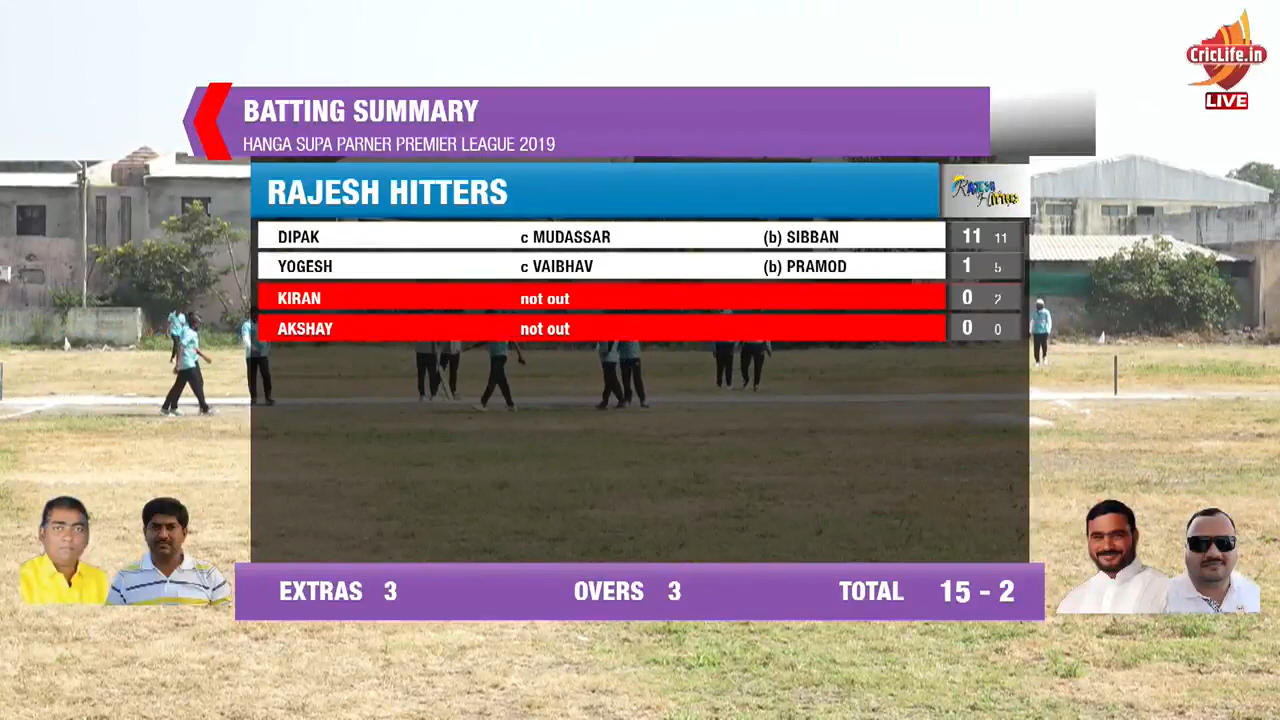 CricLife.in
LIVE
BATTING SUMMARY
HANGA SUPA PARNER PREMIER LEAGUE 2019
RAJESH HITTERS
RAJESH HITTERS
DIPAK c MUDASSAR (b) SIBBAN 11 11
YOGESH c VAIBHAV (b) PRAMOD 1 5
KIRAN not out 0 2
AKSHAY not out 0 0
EXTRAS 3 OVERS 3 TOTAL 15 - 2